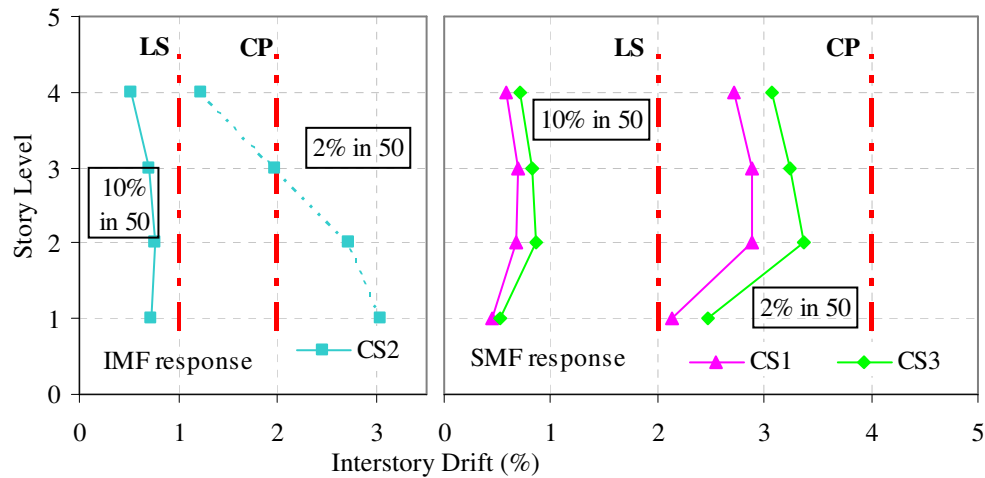 5
4
3
2
1
0
Story Level
LS
CP
2% in 50
10%
in 50
IMF response
CS2
0
1
2
3
LS
CP
10% in 50
2% in 50
SMF response
CS1
CS3
0
1
2
3
4
5
Interstory Drift (%)